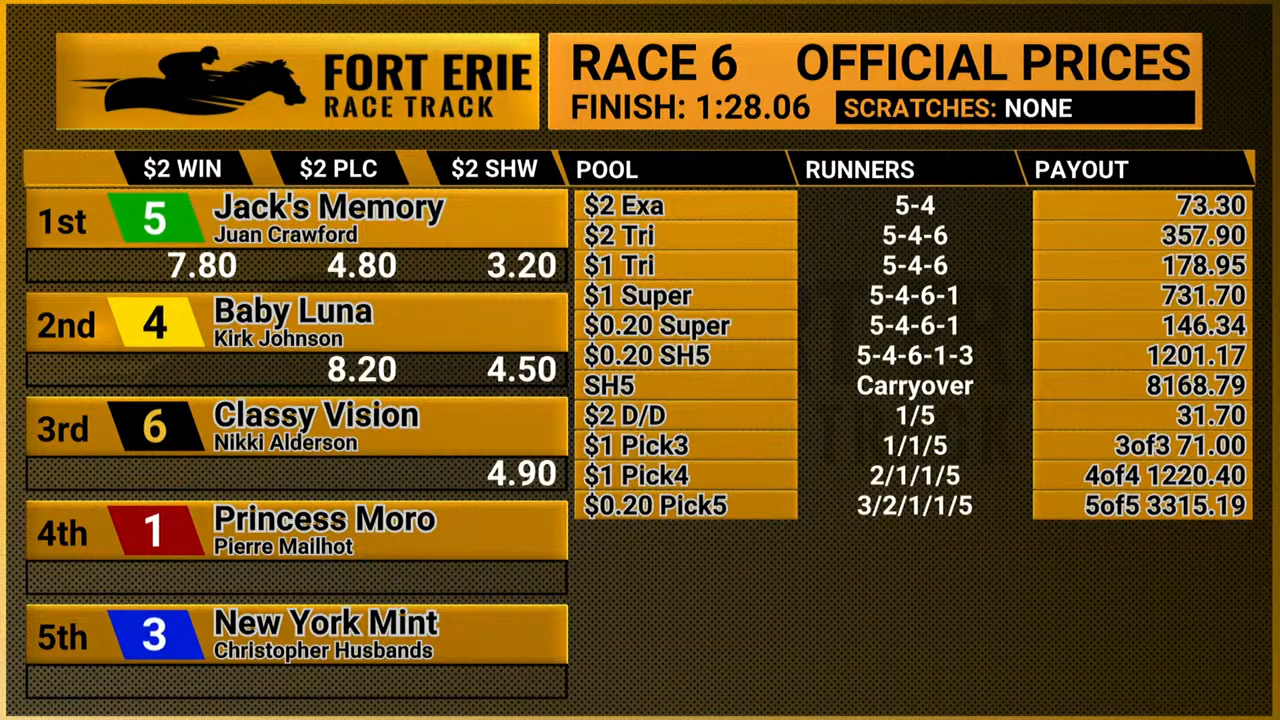 FORT ERIE
RACE TRACK
RACE 6 OFFICIAL PRICES
FINISH: 1:28.06 SCRATCHES: NONE
$2 WIN $2 PLC $2 SHW
1st 5 Jack's Memory
Juan Crawford
7.80 4.80 3.20
2nd 4 Baby Luna
Kirk Johnson
8.20 4.50
3rd 6 Classy Vision
Nikki Alderson
4.90
4th 1 Princess Moro
Pierre Mailhot
5th 3 New York Mint
Christopher Husbands
POOL RUNNERS PAYOUT
$2 Exa 5-4 73.30
$2 Tri 5-4-6 357.90
$1 Tri 5-4-6 178.95
$1 Super 5-4-6-1 731.70
$0.20 Super 5-4-6-1 146.34
$0.20 SH5 5-4-6-1-3 1201.17
SH5 Carryover 8168.79
$2 D/D 1/5 31.70
$1 Pick3 1/1/5 3of3 71.00
$1 Pick4 2/1/1/5 4of4 1220.40
$0.20 Pick5 3/2/1/1/5 5of5 3315.19